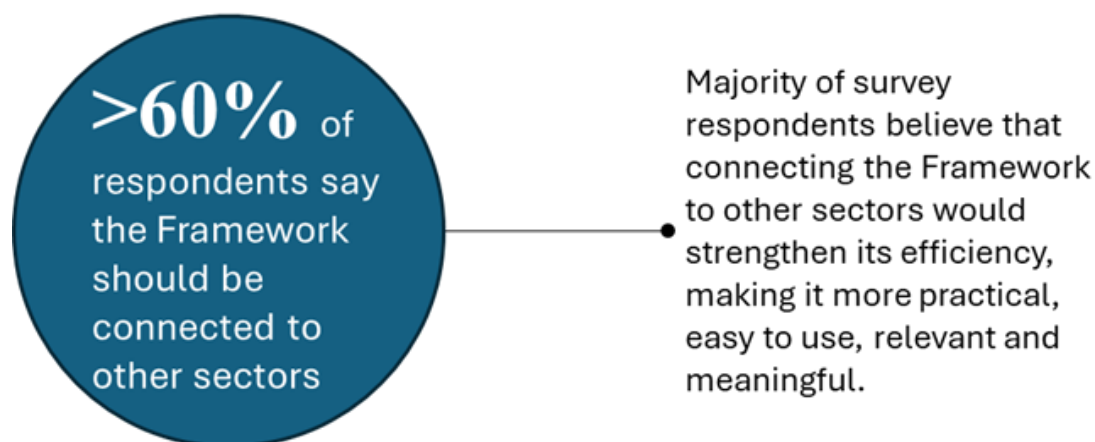 >60% of
respondents say
the Framework
should be
connected to
other sectors
Majority of survey
respondents believe that
connecting the Framework
to other sectors would
strengthen its efficiency,
making it more practical,
easy to use, relevant and
meaningful.